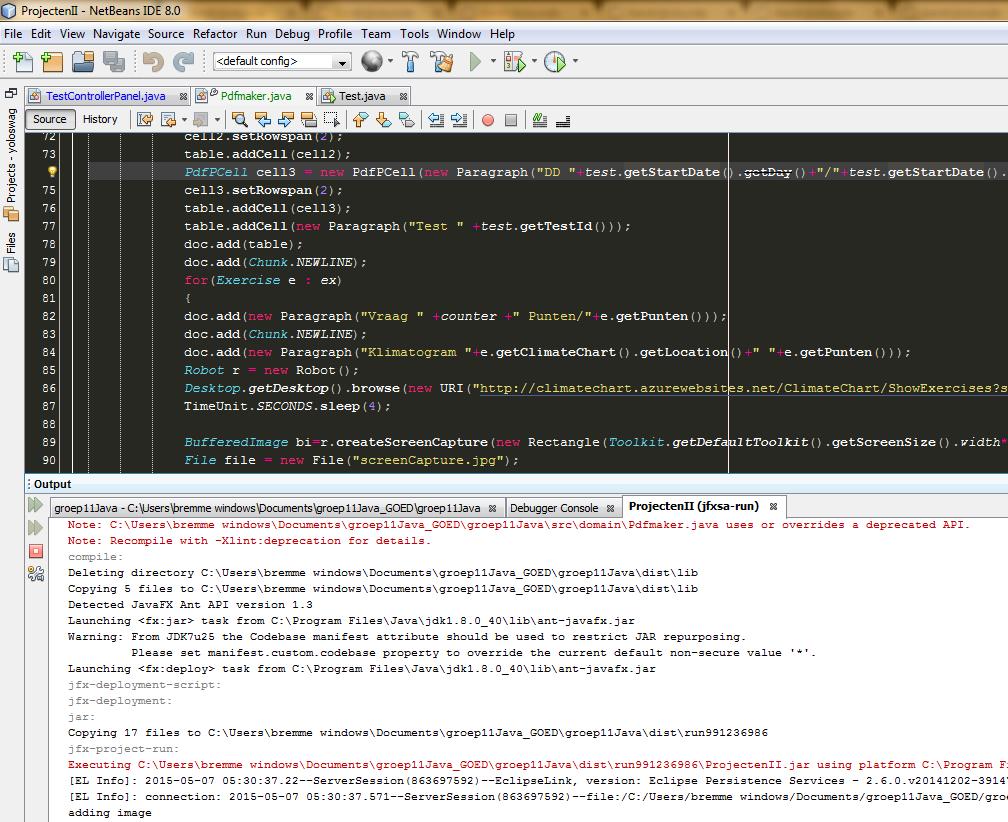 ProjectenII - NetBeans IDE 8.0
File Edit View Navigate Source Refactor Run Debug Profile Team Tools Window Help
<default config>
TestControllerPanel.java Pdfmaker.java Test.java
Source History
Projects - yoloswag
Files
72 cell2.setRowspan(2);
73 table.addCell(cell2);
PdfPCell cell3 = new PdfPCell(new Paragraph("DD "+test.getStartDate().getDay()+"/"+test.getStartDate().
75 cell3.setRowspan(2);
76 table.addCell(cell3);
77 table.addCell(new Paragraph("Test " +test.getTestId()));
78 doc.add(table);
79 doc.add(Chunk.NEWLINE);
80 for(Exercise e : ex)
81 {
82 doc.add(new Paragraph("Vraag " +counter +" Punten/"+e.getPunten()));
83 doc.add(Chunk.NEWLINE);
84 doc.add(new Paragraph("Klimatogram "+e.getClimateChart().getLocation()+" "+e.getPunten()));
85 Robot r = new Robot();
86 Desktop.getDesktop().browse(new URI("http://climatechart.azurewebsites.net/ClimateChart/ShowExercises?s
87 TimeUnit.SECONDS.sleep(4);
88
89 BufferedImage bi=r.createScreenCapture(new Rectangle(Toolkit.getDefaultToolkit().getScreenSize().width*
90 File file = new File("screenCapture.jpg");
Output
groep11Java - C:\Users\bremme windows\Documents\groep11Java_GOED\groep11Java Debugger Console ProjectenII (jfxsa-run)
Note: C:\Users\bremme windows\Documents\groep11Java_GOED\groep11Java\src\domain\Pdfmaker.java uses or overrides a deprecated API.
Note: Recompile with -Xlint:deprecation for details.
compile:
Deleting directory C:\Users\bremme windows\Documents\groep11Java_GOED\groep11Java\dist\lib
Copying 5 files to C:\Users\bremme windows\Documents\groep11Java_GOED\groep11Java\dist\lib
Detected JavaFX Ant API version 1.3
Launching <fx:jar> task from C:\Program Files\Java\jdk1.8.0_40\lib\ant-javafx.jar
Warning: From JDK7u25 the Codebase manifest attribute should be used to restrict JAR repurposing.
Please set manifest.custom.codebase property to override the current default non-secure value '*'.
Launching <fx:deploy> task from C:\Program Files\Java\jdk1.8.0_40\lib\ant-javafx.jar
jfx-deployment-script:
jfx-deployment:
jar:
Copying 17 files to C:\Users\bremme windows\Documents\groep11Java_GOED\groep11Java\dist\run991236986
jfx-project-run:
Executing C:\Users\bremme windows\Documents\groep11Java_GOED\groep11Java\dist\run991236986\ProjectenII.jar using platform C:\Program Fi
[EL Info]: 2015-05-07 05:30:37.22--ServerSession(863697592)--EclipseLink, version: Eclipse Persistence Services - 2.6.0.v20141202-39147
[EL Info]: connection: 2015-05-07 05:30:37.571--ServerSession(863697592)--file:/C:/Users/bremme windows/Documents/groep11Java_GOED/groe
adding image